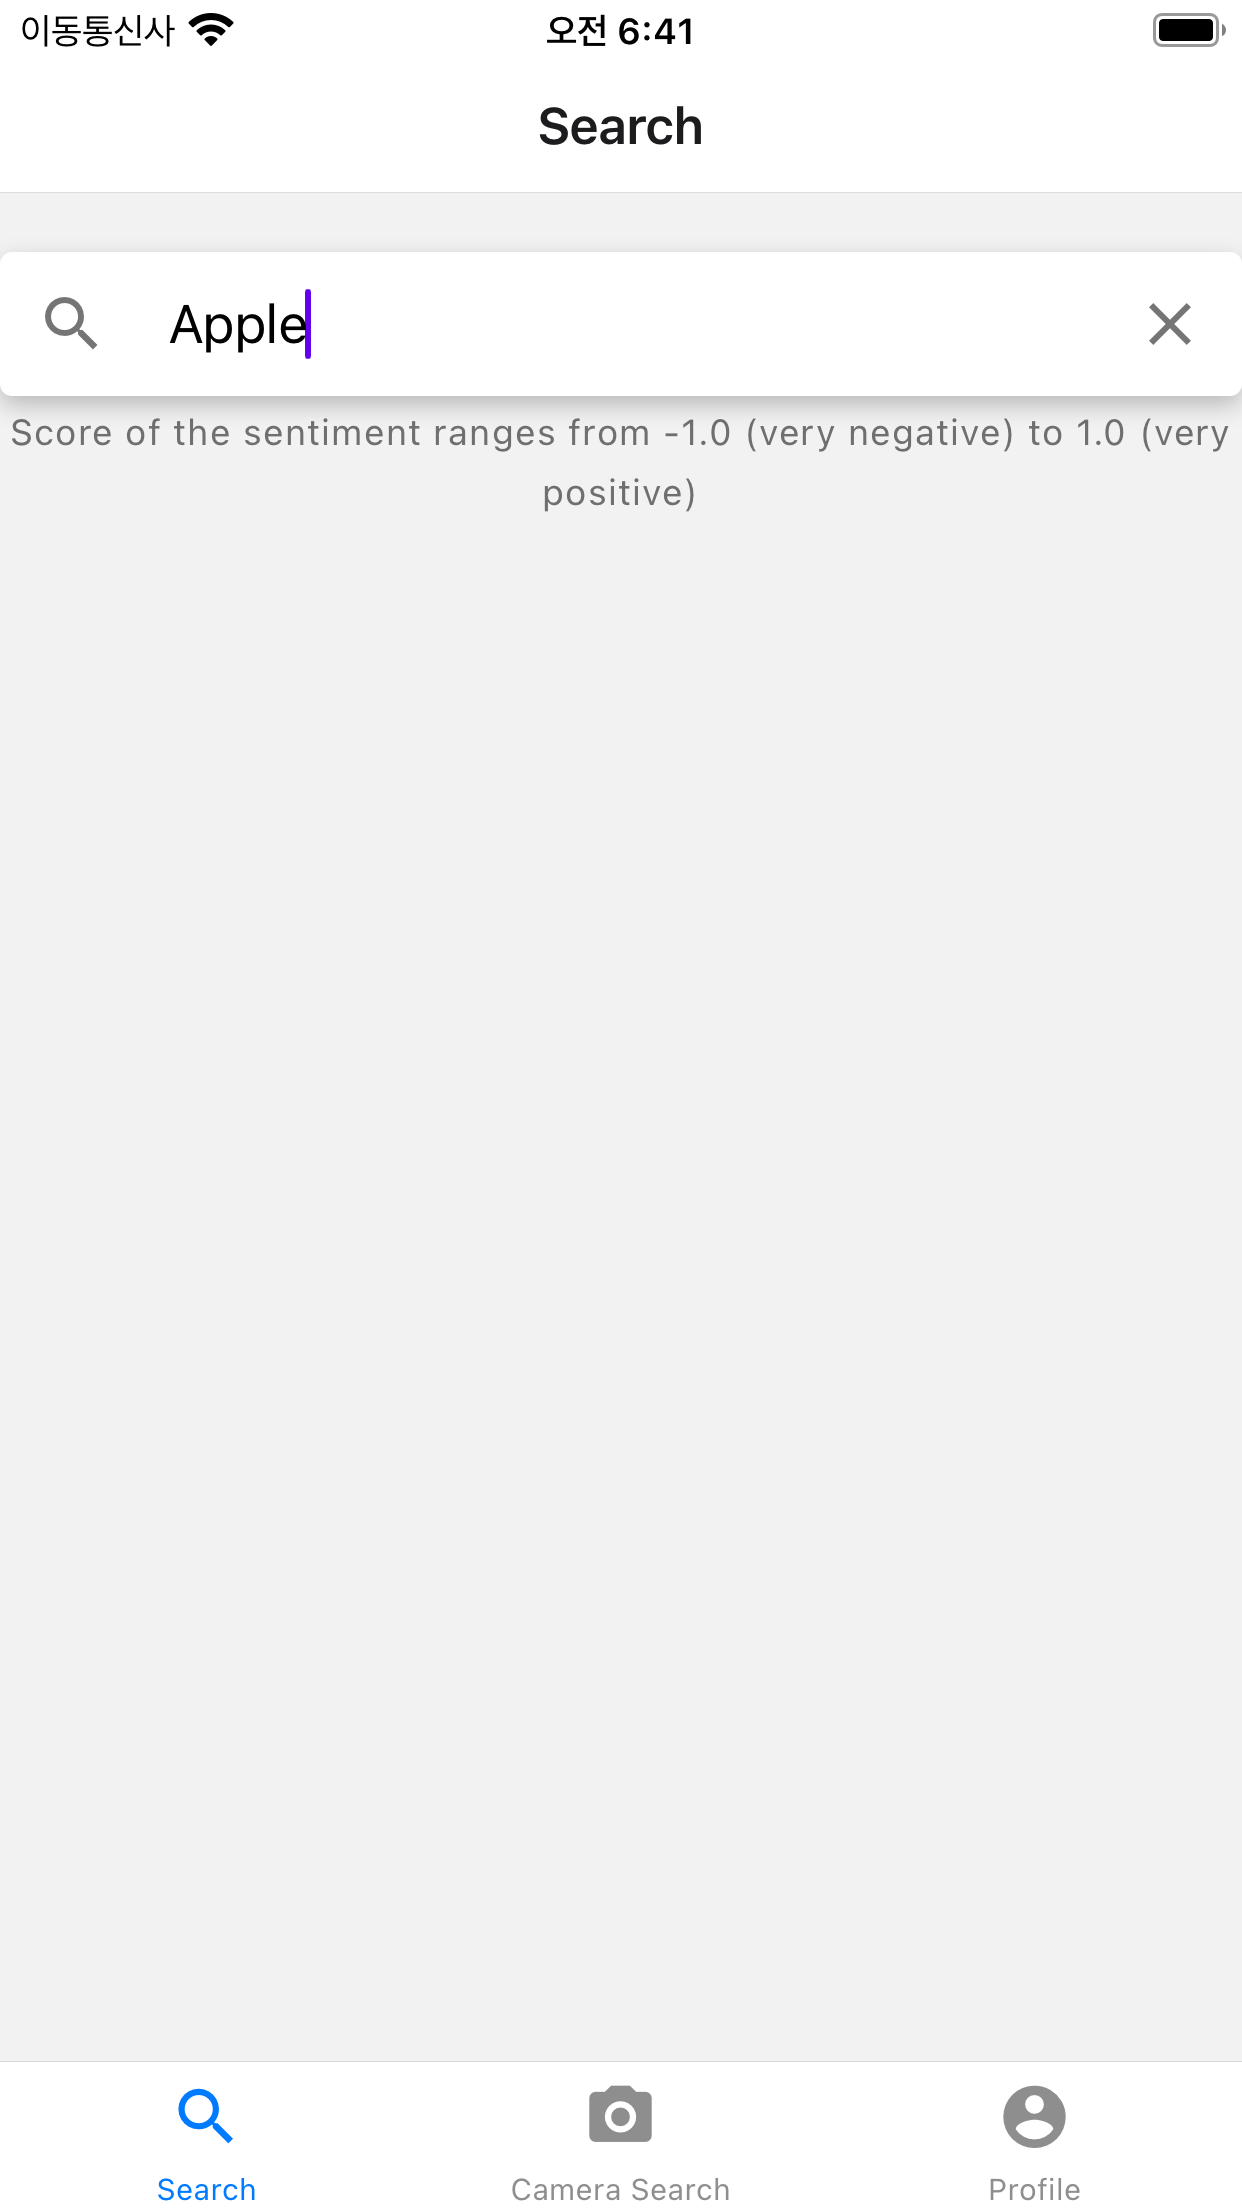 이동통신사 오전 6:41
Search
Apple
Score of the sentiment ranges from -1.0 (very negative) to 1.0 (very
positive)
Search Camera Search Profile